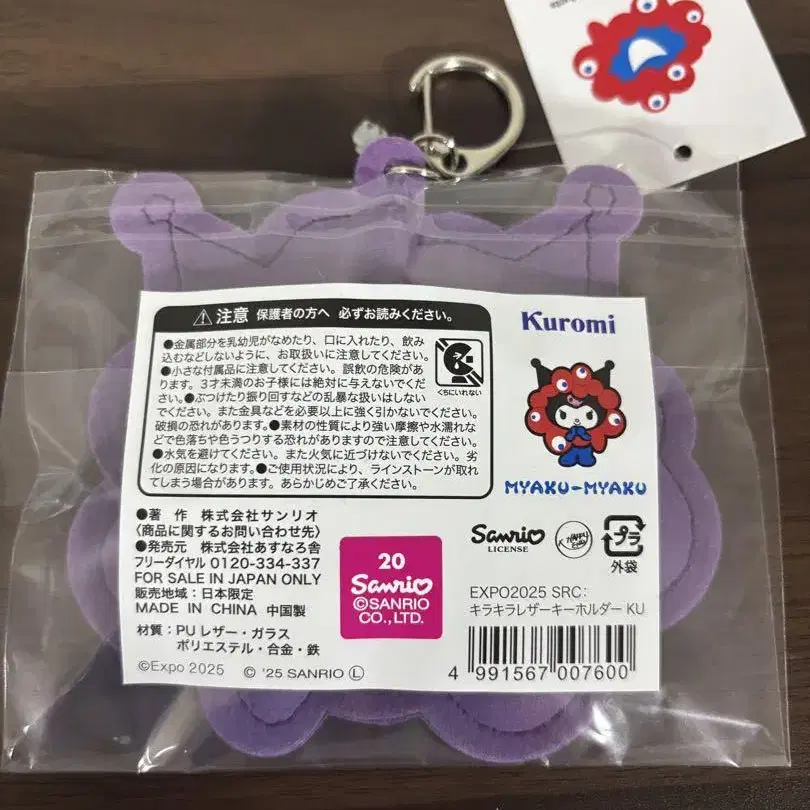 ⚠注意 保護者の方へ 必ずお読みください。
●金属部分を乳幼児がなめたり、口に入れたり、飲み
込むなどしないように、お取扱いに注意してください。
●小さな付属品に注意してください。誤飲の危険があ
ります。3才未満のお子様には絶対に与えないでくだ
さい。●ぶつけたり振り回すなどの乱暴な扱いはしない
でください。また金具などを必要以上に強く引かないでください。
破損の恐れがあります。●素材の性質により強い摩擦や水濡れなど
で色落ちや色うつりする恐れがありますので注意してください。
●水気を避けてください。また火気に近づけないでください。劣
化の原因になります。●ご使用状況により、ラインストーンが取れ
てしまう場合があります。あらかじめご了承ください。
くちにいれない
Kuromi
MYAKU-MYAKU
●著 作 株式会社サンリオ
〈商品に関するお問い合わせ先〉
●発売元 株式会社あすなろ舎
フリーダイヤル 0120-334-337
FOR SALE IN JAPAN ONLY
販売地域：日本限定
MADE IN CHINA 中国製
材質：PU レザー・ガラス
ポリエステル・合金・鉄
©Expo 2025 © '25 SANRIO Ⓛ
20
Sanrio
©SANRIO
CO.,LTD.
Sanrio
LICENSE
プラ
外袋
EXPO2025 SRC:
キラキラレザーキーホルダー KU
4 991567 007600